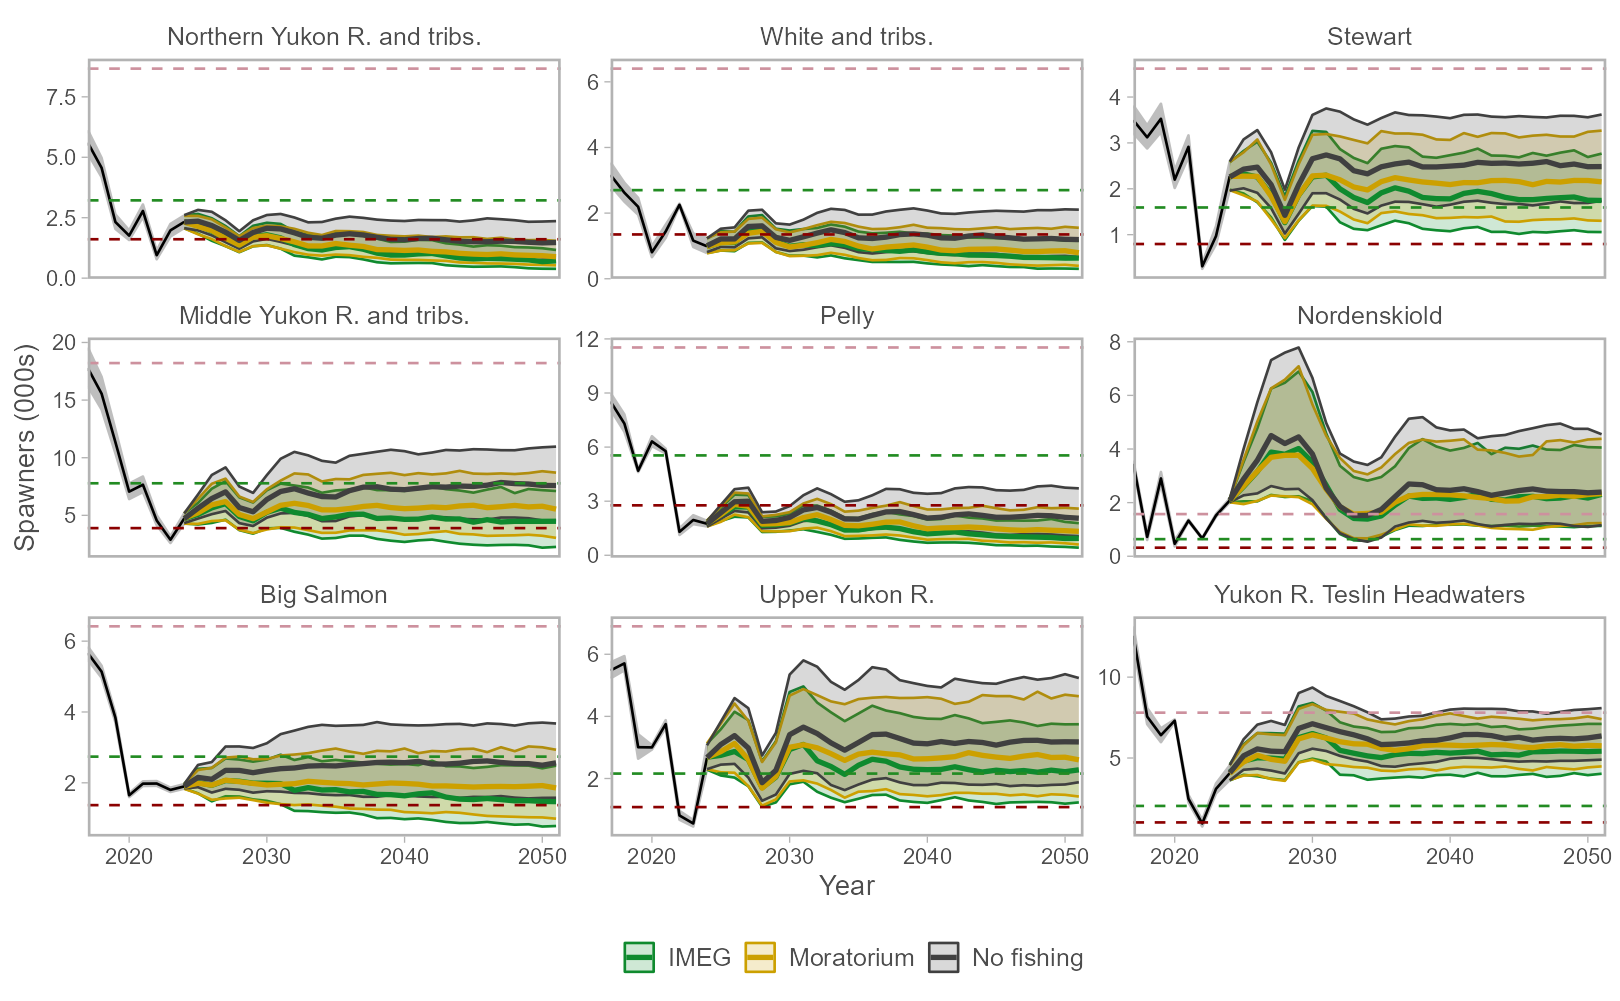 Northern Yukon R. and tribs.
White and tribs.
Stewart
7.5
5.0
2.5
0.0
6
4
2
0
4
3
2
1
Middle Yukon R. and tribs.
Pelly
Nordenskiold
20
15
10
5
12
9
6
3
0
8
6
4
2
0
Spawners (000s)
Big Salmon
Upper Yukon R.
Yukon R. Teslin Headwaters
6
4
2
6
4
2
10
5
2020 2030 2040 2050
2020 2030 2040 2050
2020 2030 2040 2050
Year
IMEG Moratorium No fishing